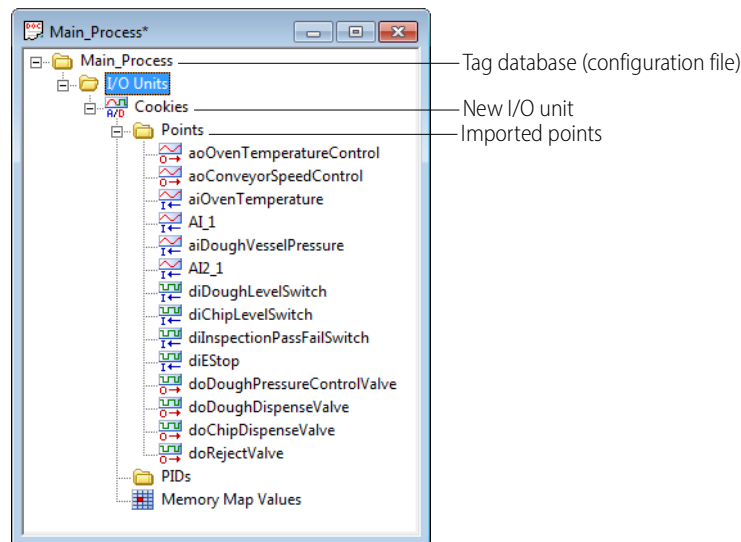 DOC
Main_Process*
Main_Process
Tag database (configuration file)
I/O Units
A/D
Cookies
New I/O unit
Points
Imported points
O→ aoOvenTemperatureControl
O→ aoConveyorSpeedControl
I← aiOvenTemperature
I← AI_1
I← aiDoughVesselPressure
I← AI2_1
I← diDoughLevelSwitch
I← diChipLevelSwitch
I← diInspectionPassFailSwitch
I← diEStop
O→ doDoughPressureControlValve
O→ doDoughDispenseValve
O→ doChipDispenseValve
O→ doRejectValve
PIDs
Memory Map Values